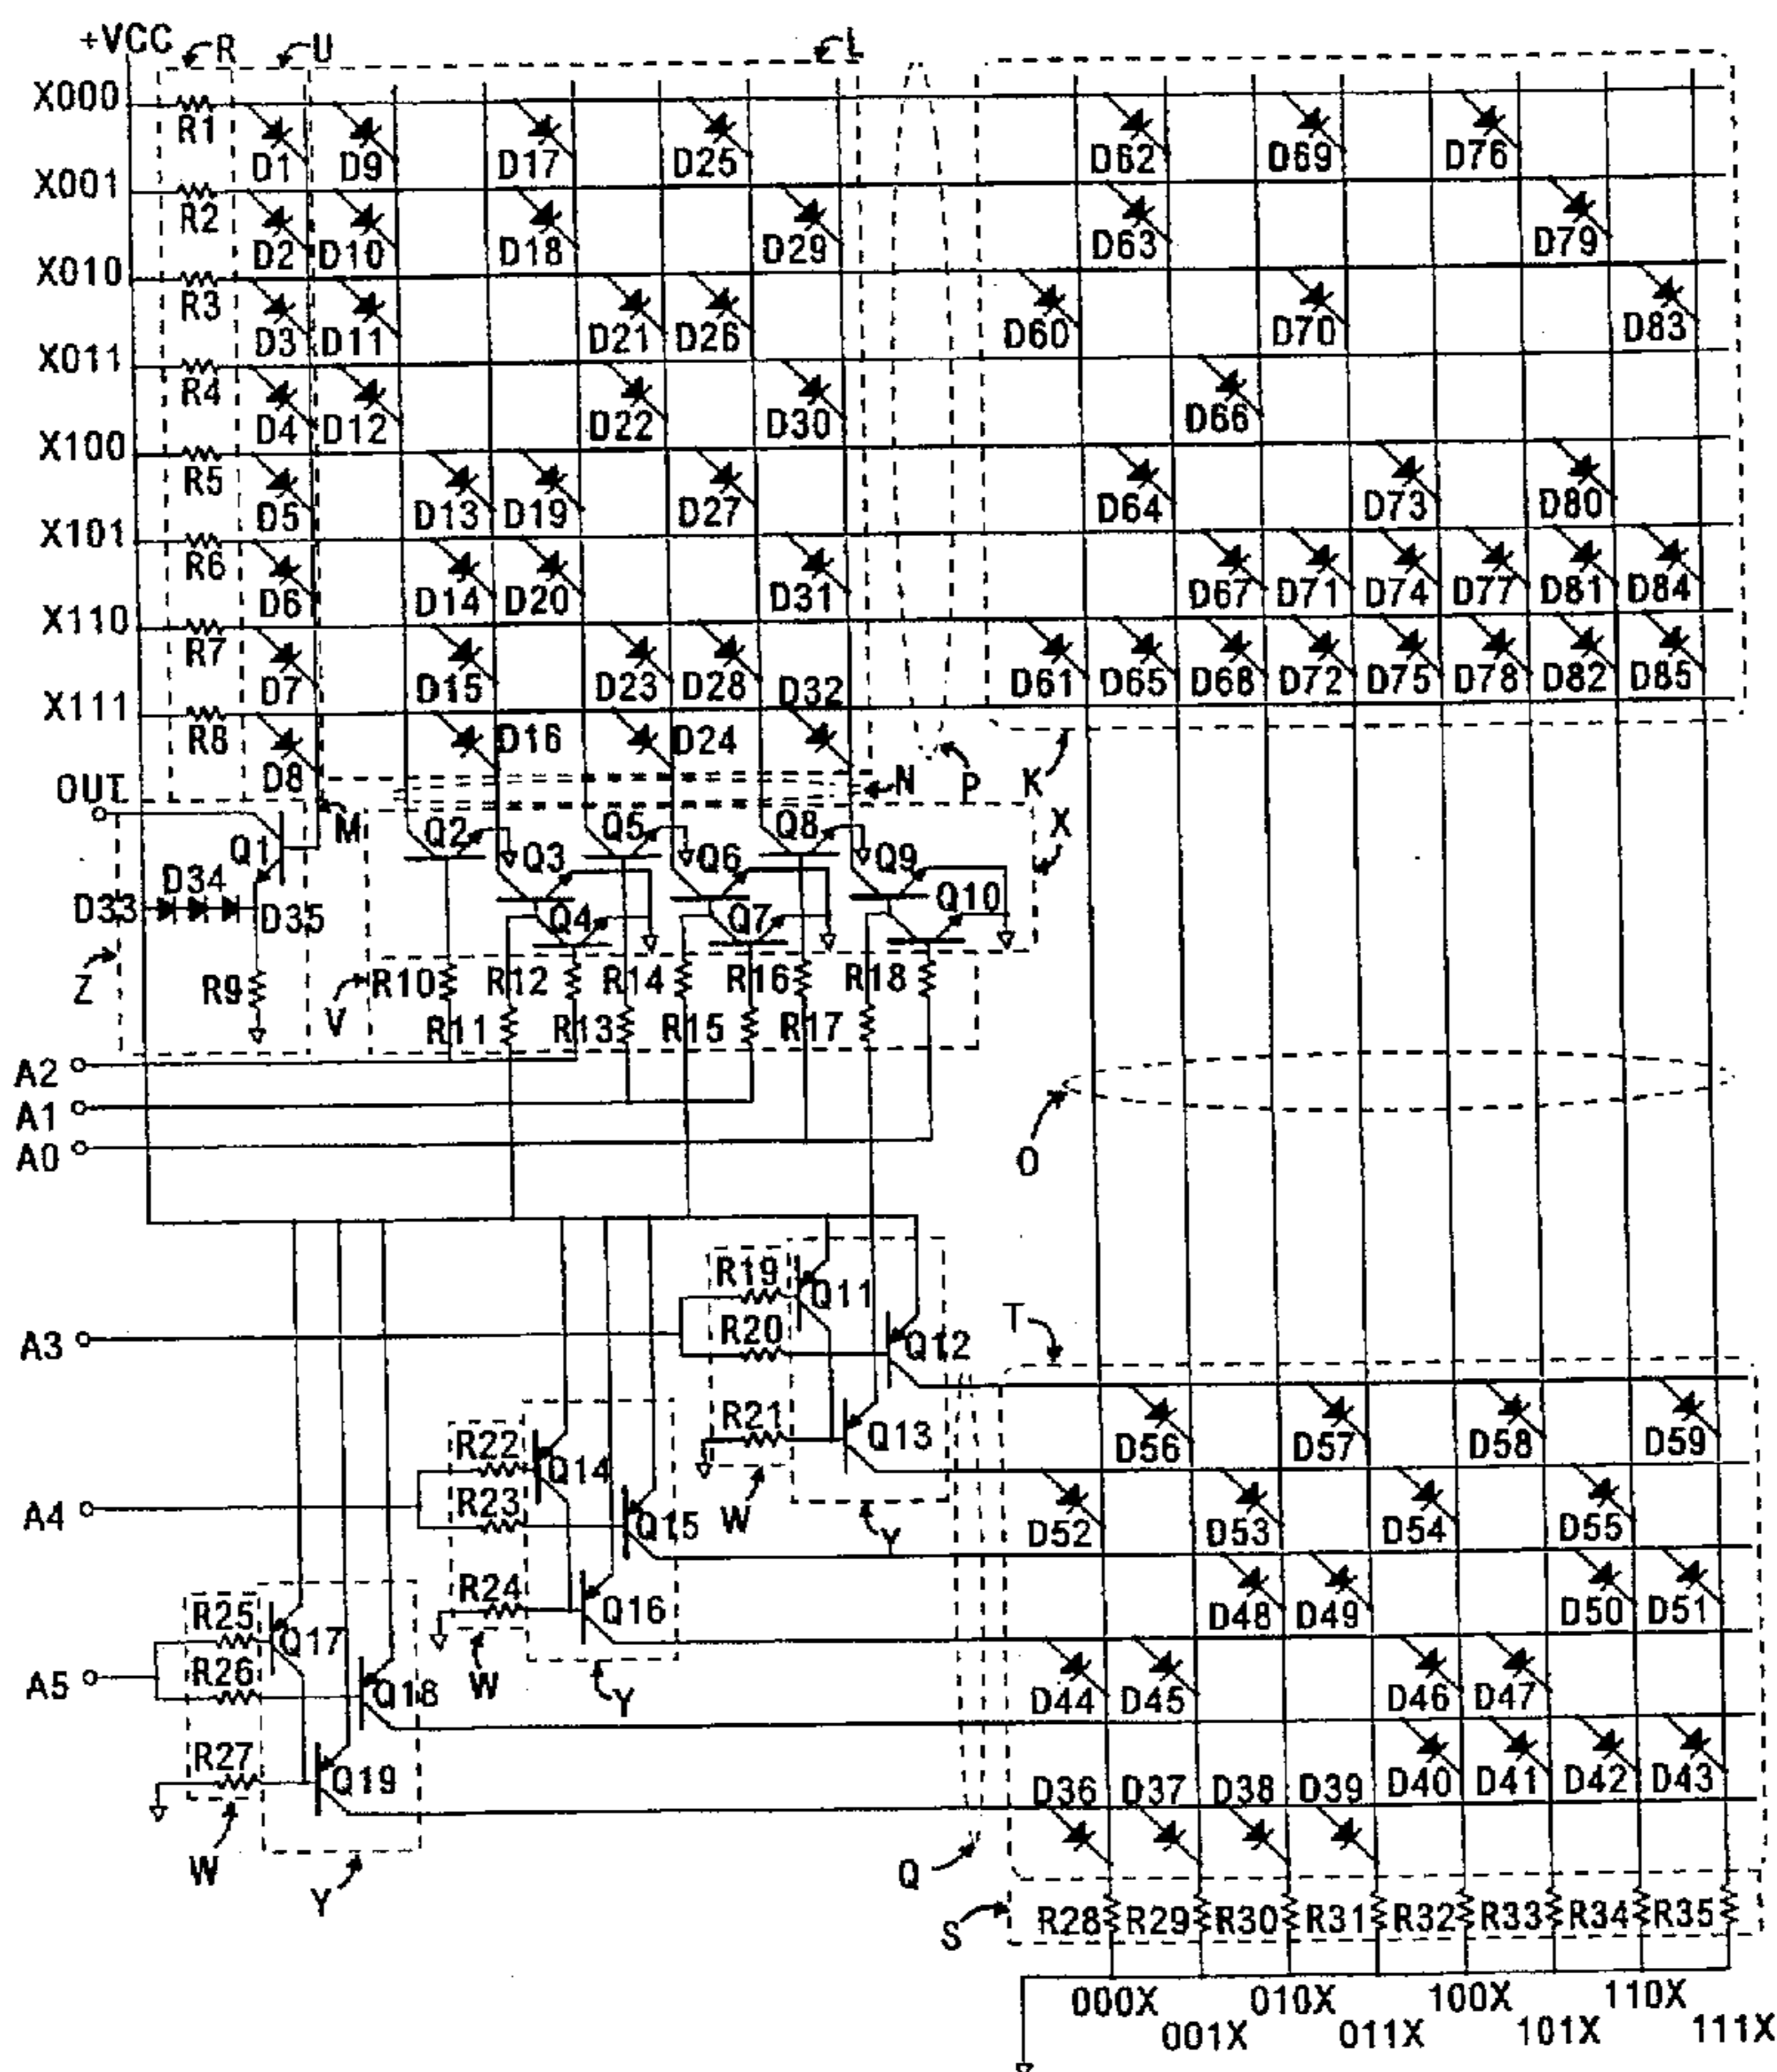 +VCC R U L
X000
R1 D1 D9 D17 D25 D62 D69 D76
X001
R2 D2 D10 D18 D29 D63 D79
X010
R3 D3 D11 D21 D26 D60 D70 D83
X011
R4 D4 D12 D22 D30 D66
X100
R5 D5 D13 D19 D27 D64 D73 D80
X101
R6 D6 D14 D20 D31 D67 D71 D74 D77 D81 D84
X110
R7 D7 D15 D23 D28 D32 D61 D65 D68 D72 D75 D78 D82 D85
X111
R8 D8 D16 D24
OUT M N P K X
Q1 Q2 Q3 Q5 Q6 Q8 Q9
D33 D34 D35 Q4 Q7 Q10
Z R9 V R10 R12 R14 R16 R18
R11 R13 R15 R17
A2
A1
A0 O
R19 Q11 T
A3 R20 Q12
R21 Q13 D56 D57 D58 D59
R22 Q14 W Y
A4 R23 Q15 D52 D53 D54 D55
R24 Q16 D48 D49 D50 D51
R25 Q17 W Y
A5 R26 Q18 D44 D45 D46 D47
R27 Q19 D36 D37 D38 D39 D40 D41 D42 D43
W Y Q
S R28 R29 R30 R31 R32 R33 R34 R35
000X 010X 100X 110X
001X 011X 101X 111X